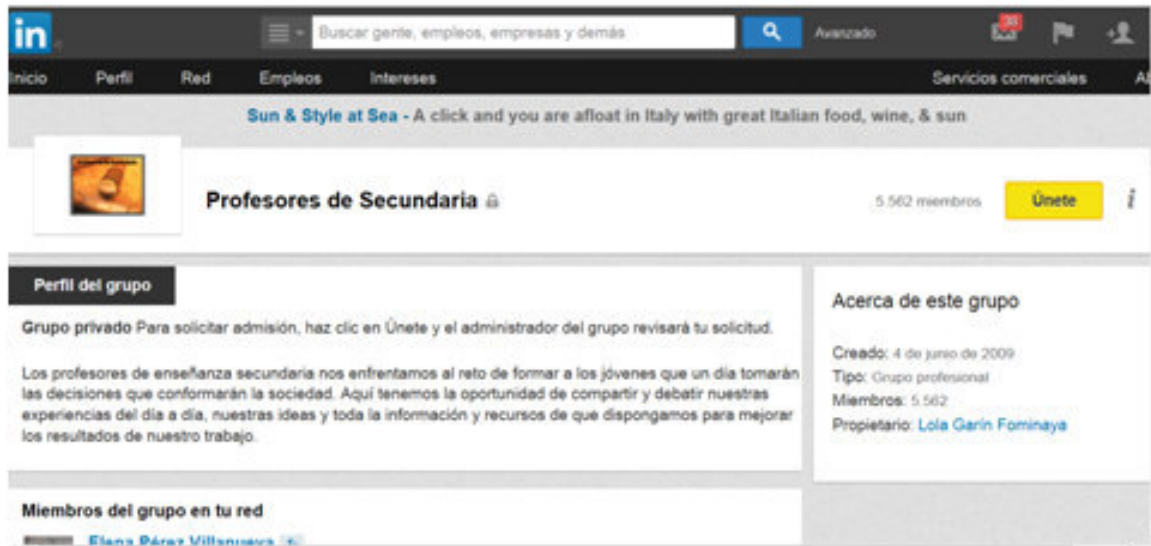 in
Buscar gente, empleos, empresas y demás
Avanzado
Inicio Perfil Red Empleos Intereses Servicios comerciales
Sun & Style at Sea - A click and you are afloat in Italy with great Italian food, wine, & sun
Profesores de Secundaria
5.562 miembros
Únete
i
Perfil del grupo
Grupo privado Para solicitar admisión, haz clic en Únete y el administrador del grupo revisará tu solicitud.
Los profesores de enseñanza secundaria nos enfrentamos al reto de formar a los jóvenes que un día tomarán
las decisiones que conformarán la sociedad. Aquí tenemos la oportunidad de compartir y debatir nuestras
experiencias del día a día, nuestras ideas y toda la información y recursos de que dispongamos para mejorar
los resultados de nuestro trabajo.
Acerca de este grupo
Creado: 4 de junio de 2009
Tipo: Grupo profesional
Miembros: 5.562
Propietario: Lola Garín Fominaya
Miembros del grupo en tu red
Elena Pérez Villanueva